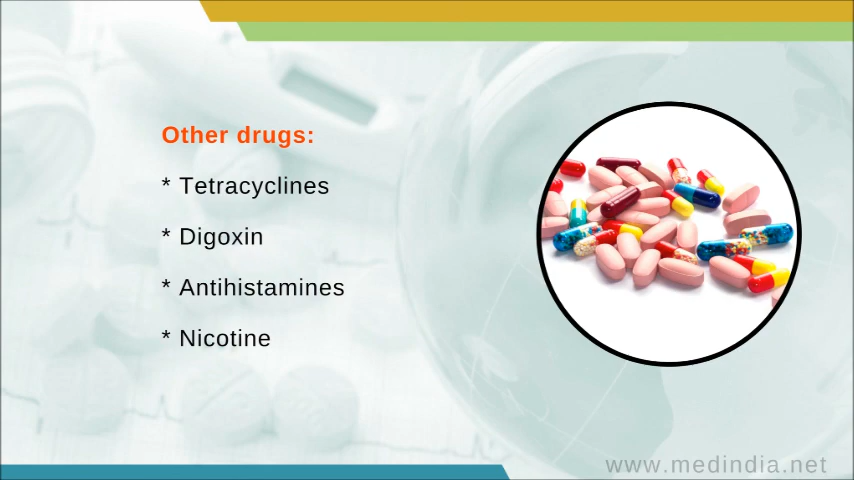 Other drugs:
* Tetracyclines
* Digoxin
* Antihistamines
* Nicotine
www.medindia.net